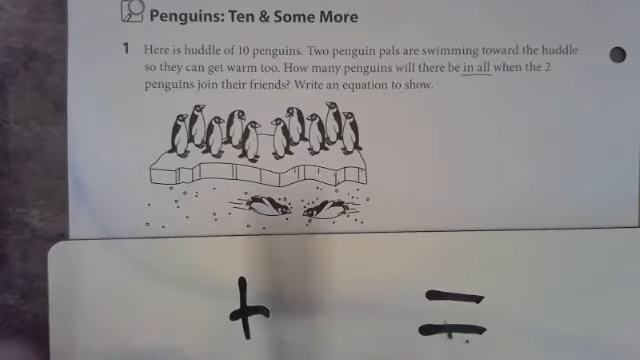 Penguins: Ten & Some More
1 Here is huddle of 10 penguins. Two penguin pals are swimming toward the huddle
so they can get warm too. How many penguins will there be in all when the 2
penguins join their friends? Write an equation to show.
+ =